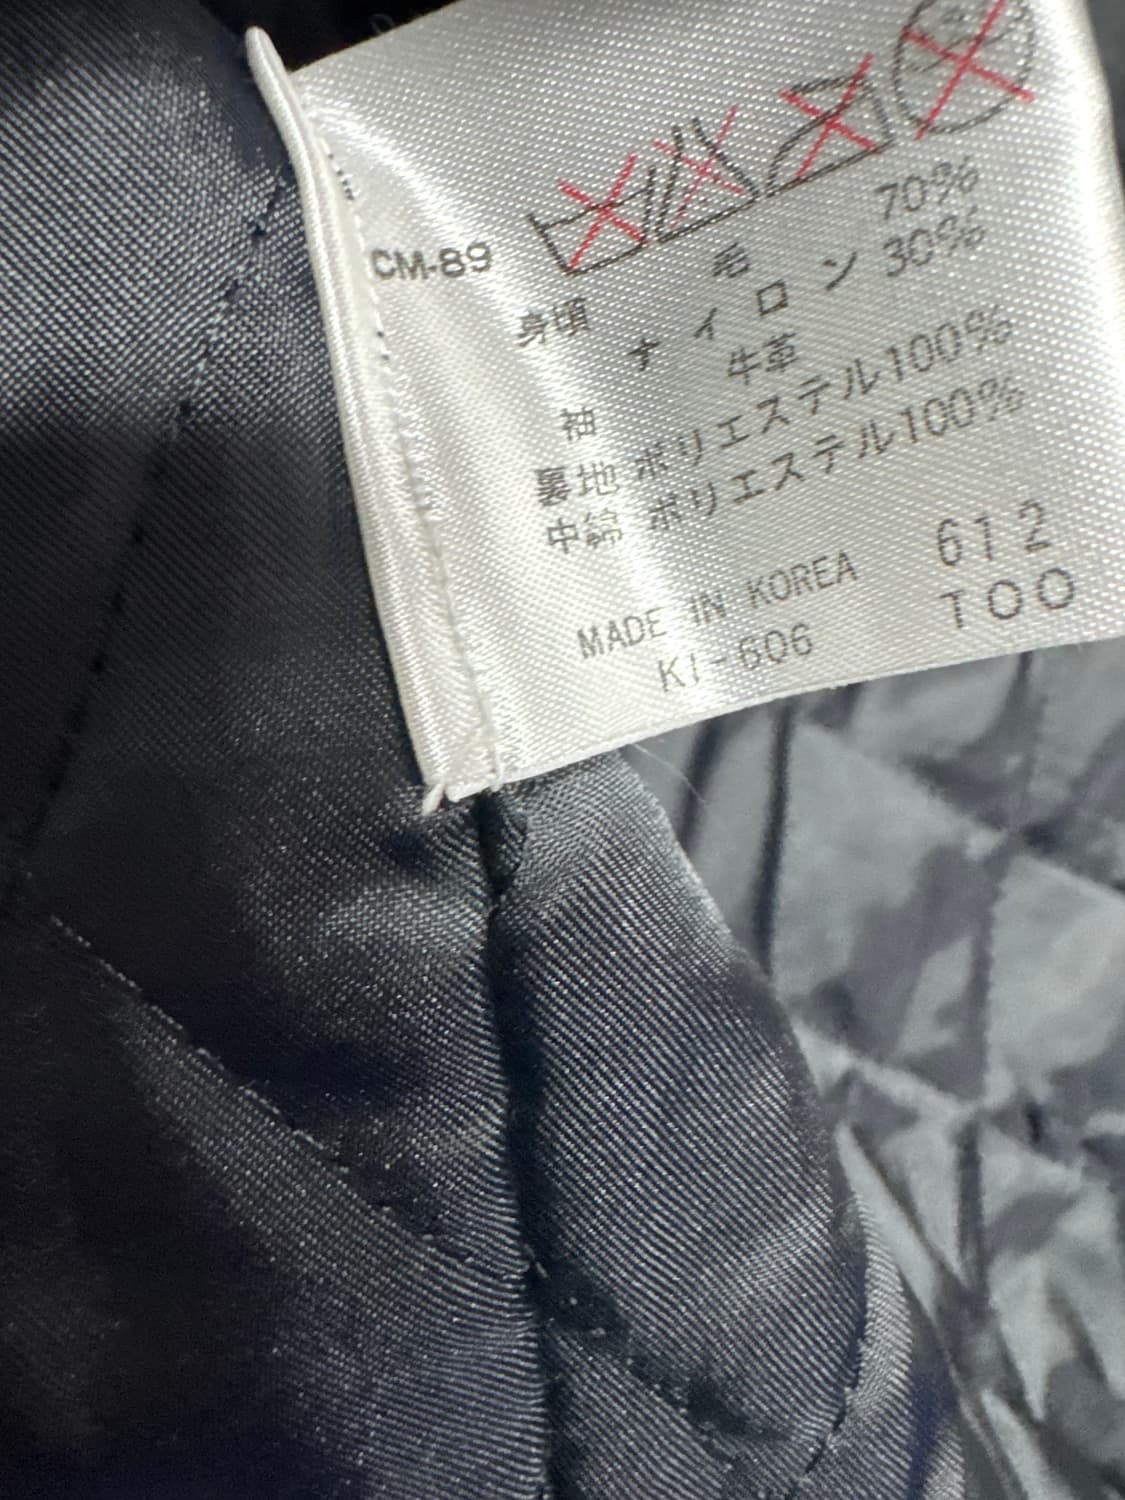 CM-89
身頃 毛 70%
ナイロン 30%
袖 牛革
裏地 ポリエステル100%
中綿 ポリエステル100%
MADE IN KOREA 612
KI-606 100